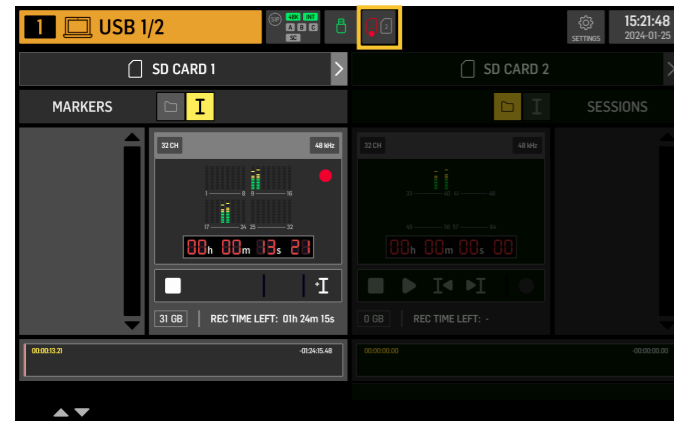 1 USB 1/2
SIP 48K INT
A B C
SC
2
SETTINGS
15:21:48
2024-01-25
SD CARD 1 >
SD CARD 2 >
MARKERS
SESSIONS
32 CH 48 kHz
1 8 9 16
17 24 25 32
00h 00m 13s 21
+I
31 GB REC TIME LEFT: 01h 24m 15s
32 CH 48 kHz
00h 00m 00s 00
0 GB REC TIME LEFT: -
00:00:13.21 -01:24:15.48
00:00:00.00 -00:00:00.00